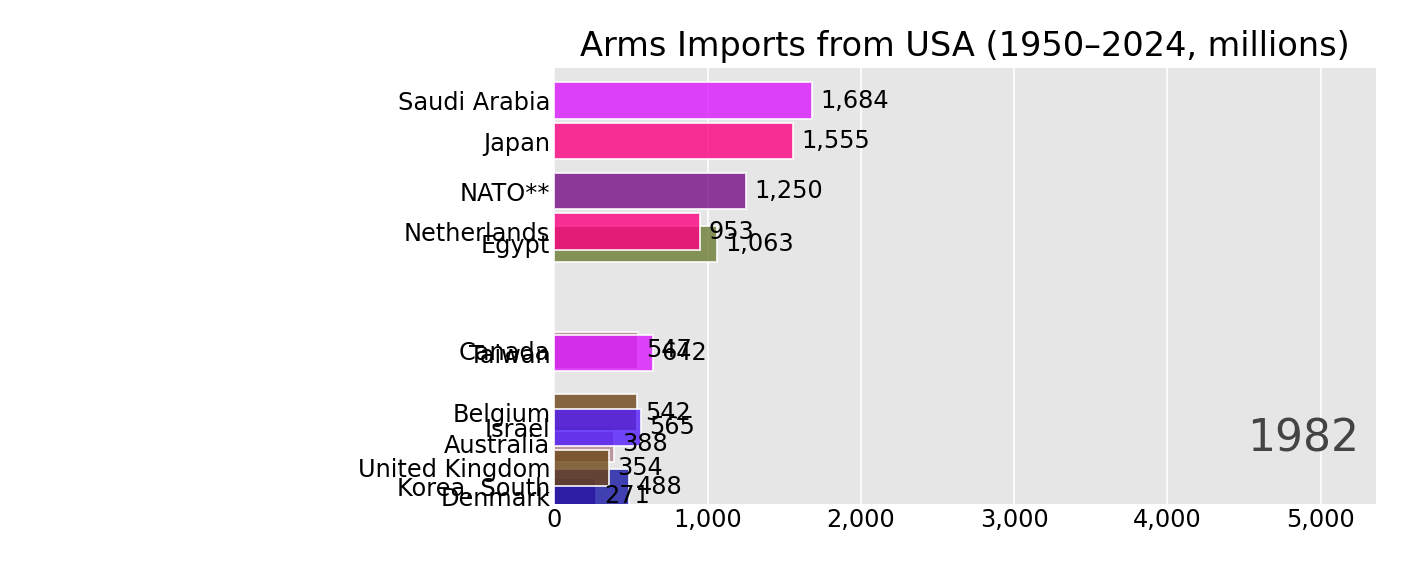 Arms Imports from USA (1950–2024, millions)
Saudi Arabia 1,684
Japan 1,555
NATO** 1,250
Netherlands 953
Egypt 1,063
Canada 547
Taiwan 642
Belgium 542
Israel 565
Australia 388
United Kingdom 354
Korea, South 488
Denmark 271
1982
0 1,000 2,000 3,000 4,000 5,000